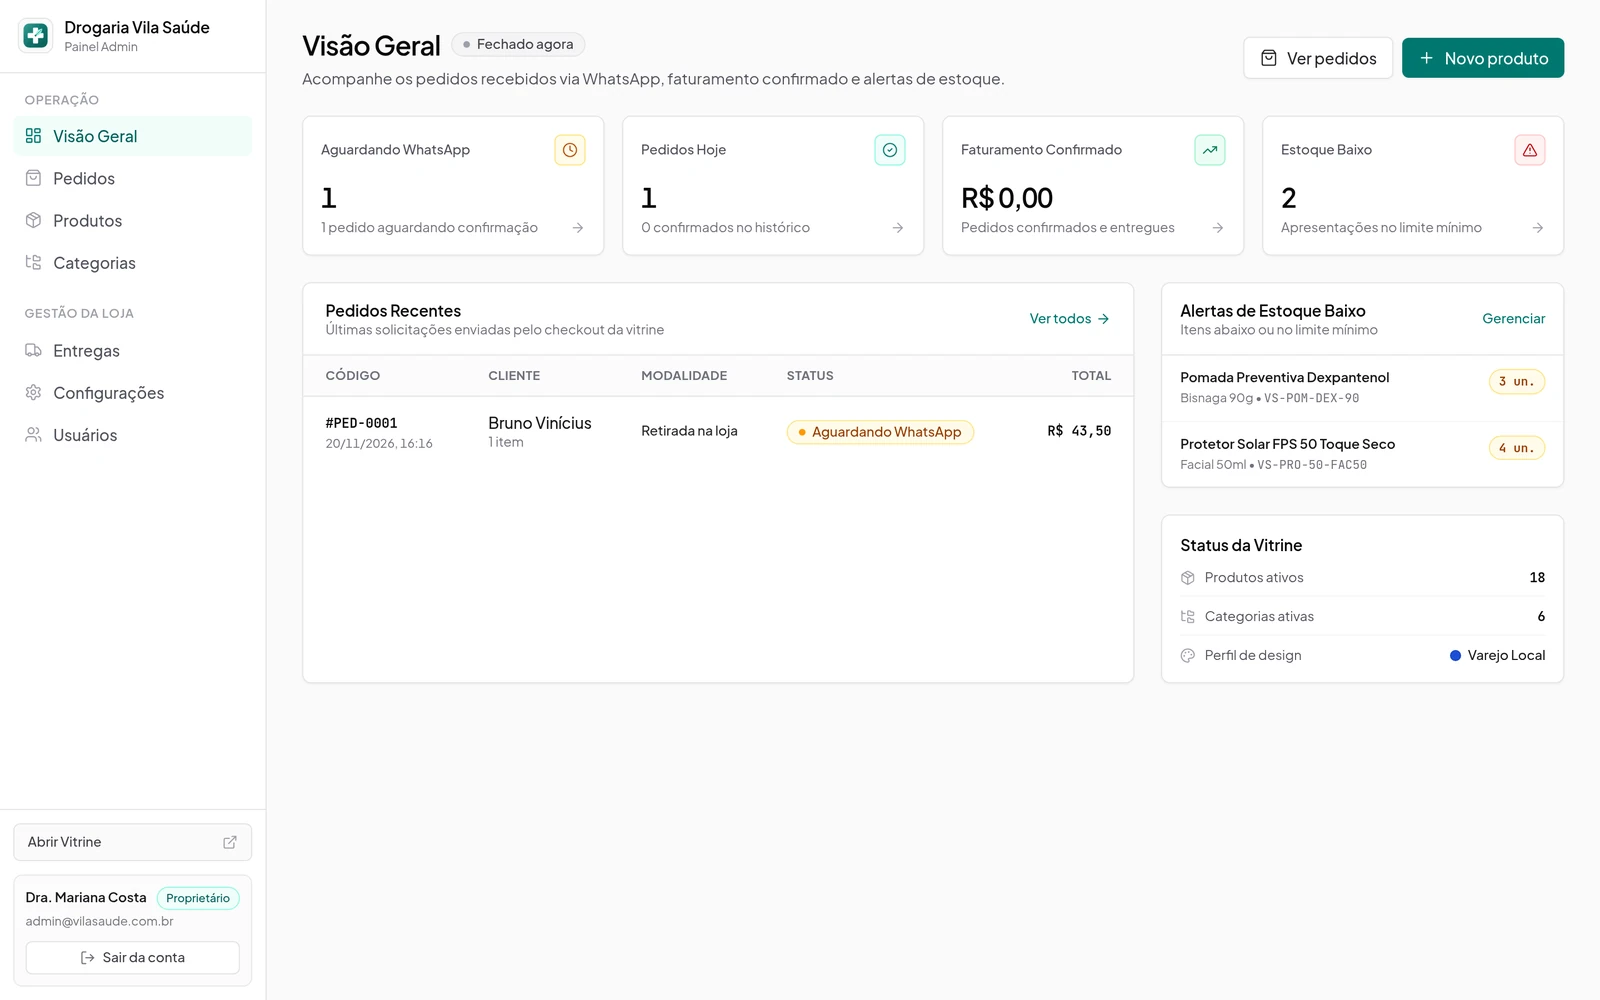 Drogaria Vila Saúde
Painel Admin
OPERAÇÃO
Visão Geral
Pedidos
Produtos
Categorias
GESTÃO DA LOJA
Entregas
Configurações
Usuários
Abrir Vitrine
Dra. Mariana Costa Proprietário
admin@vilasaude.com.br
Sair da conta
Visão Geral Fechado agora
Acompanhe os pedidos recebidos via WhatsApp, faturamento confirmado e alertas de estoque.
Ver pedidos
Novo produto
Aguardando WhatsApp
1
1 pedido aguardando confirmação
Pedidos Hoje
1
0 confirmados no histórico
Faturamento Confirmado
R$ 0,00
Pedidos confirmados e entregues
Estoque Baixo
2
Apresentações no limite mínimo
Pedidos Recentes
Últimas solicitações enviadas pelo checkout da vitrine
Ver todos
CÓDIGO CLIENTE MODALIDADE STATUS TOTAL
#PED-0001 Bruno Vinícius Retirada na loja Aguardando WhatsApp R$ 43,50
20/11/2026, 16:16 1 item
Alertas de Estoque Baixo
Itens abaixo ou no limite mínimo
Gerenciar
Pomada Preventiva Dexpantenol 3 un.
Bisnaga 90g • VS-POM-DEX-90
Protetor Solar FPS 50 Toque Seco 4 un.
Facial 50ml • VS-PRO-50-FAC50
Status da Vitrine
Produtos ativos 18
Categorias ativas 6
Perfil de design Varejo Local